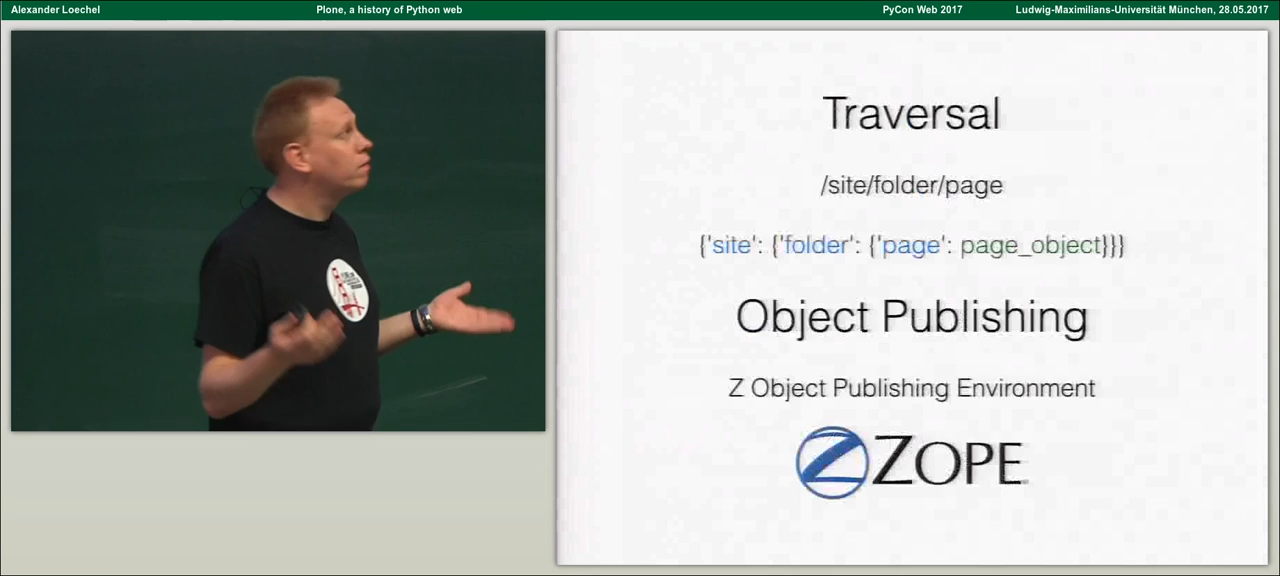 Alexander Loechel Plone, a history of Python web PyCon Web 2017 Ludwig-Maximilians-Universität München, 28.05.2017
Traversal
/site/folder/page
{'site': {'folder': {'page': page_object}}}
Object Publishing
Z Object Publishing Environment
Z ZOPE